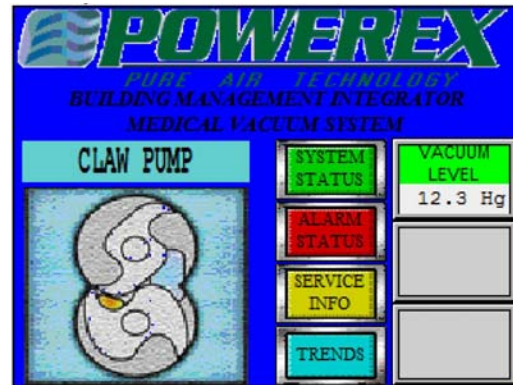 POWEREX
PURE AIR TECHNOLOGY
BUILDING MANAGEMENT INTEGRATOR
MEDICAL VACUUM SYSTEM
CLAW PUMP
SYSTEM
STATUS
ALARM
STATUS
SERVICE
INFO
TRENDS
VACUUM
LEVEL
12.3 Hg